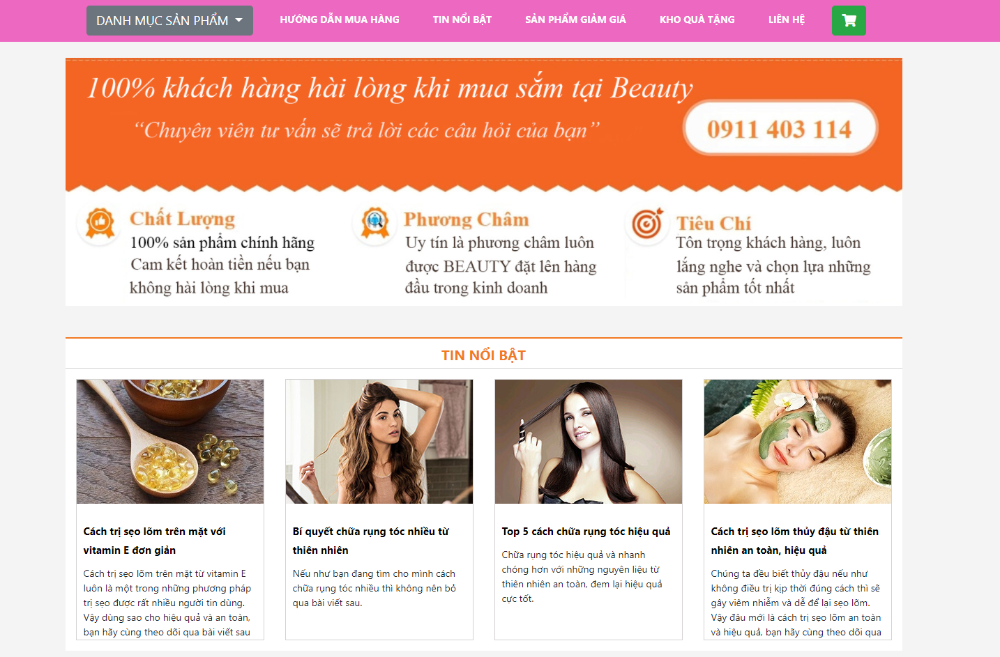 DANH MỤC SẢN PHẨM
HƯỚNG DẪN MUA HÀNG
TIN NỔI BẬT
SẢN PHẨM GIẢM GIÁ
KHO QUÀ TẶNG
LIÊN HỆ
100% khách hàng hài lòng khi mua sắm tại Beauty
“Chuyên viên tư vấn sẽ trả lời các câu hỏi của bạn”
0911 403 114
Chất Lượng
100% sản phẩm chính hãng
Cam kết hoàn tiền nếu bạn
không hài lòng khi mua
Phương Châm
Uy tín là phương châm luôn
được BEAUTY đặt lên hàng
đầu trong kinh doanh
Tiêu Chí
Tôn trọng khách hàng, luôn
lắng nghe và chọn lựa những
sản phẩm tốt nhất
TIN NỔI BẬT
Cách trị sẹo lõm trên mặt với
vitamin E đơn giản
Cách trị sẹo lõm trên mặt từ vitamin E
luôn là một trong những phương pháp
trị sẹo được rất nhiều người tin dùng.
Vậy dùng sao cho hiệu quả và an toàn,
bạn hãy cùng theo dõi qua bài viết sau
Bí quyết chữa rụng tóc nhiều từ
thiên nhiên
Nếu như bạn đang tìm cho mình cách
chữa rụng tóc nhiều thì không nên bỏ
qua bài viết sau.
Top 5 cách chữa rụng tóc hiệu quả
Chữa rụng tóc hiệu quả và nhanh
chóng hơn với những nguyên liệu từ
thiên nhiên an toàn, đem lại hiệu quả
cực tốt.
Cách trị sẹo lõm thủy đậu từ thiên
nhiên an toàn, hiệu quả
Chúng ta đều biết thủy đậu nếu như
không điều trị kịp thời đúng cách thì sẽ
gây viêm nhiễm và dễ để lại sẹo lõm.
Vậy đâu mới là cách trị sẹo lõm an toàn
và hiệu quả, bạn hãy cùng theo dõi qua